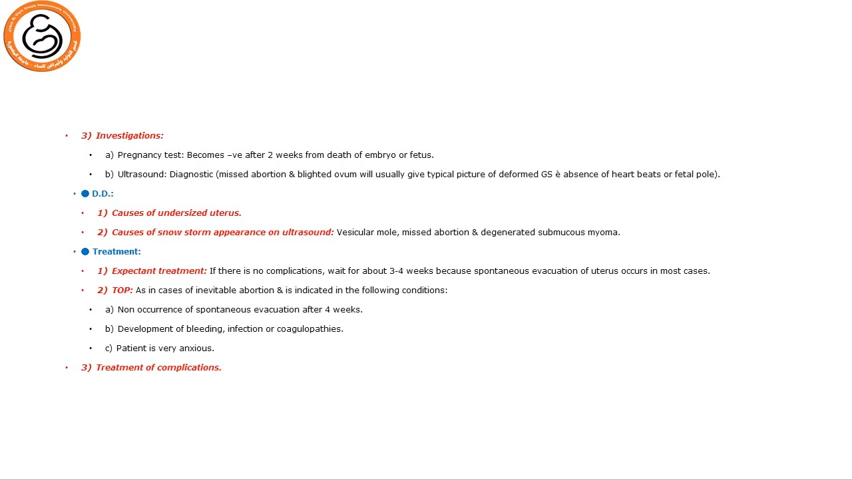 • 3) Investigations:
• a) Pregnancy test: Becomes –ve after 2 weeks from death of embryo or fetus.
• b) Ultrasound: Diagnostic (missed abortion & blighted ovum will usually give typical picture of deformed GS è absence of heart beats or fetal pole).
• ● D.D.:
• 1) Causes of undersized uterus.
• 2) Causes of snow storm appearance on ultrasound: Vesicular mole, missed abortion & degenerated submucous myoma.
• ● Treatment:
• 1) Expectant treatment: If there is no complications, wait for about 3-4 weeks because spontaneous evacuation of uterus occurs in most cases.
• 2) TOP: As in cases of inevitable abortion & is indicated in the following conditions:
• a) Non occurrence of spontaneous evacuation after 4 weeks.
• b) Development of bleeding, infection or coagulopathies.
• c) Patient is very anxious.
• 3) Treatment of complications.